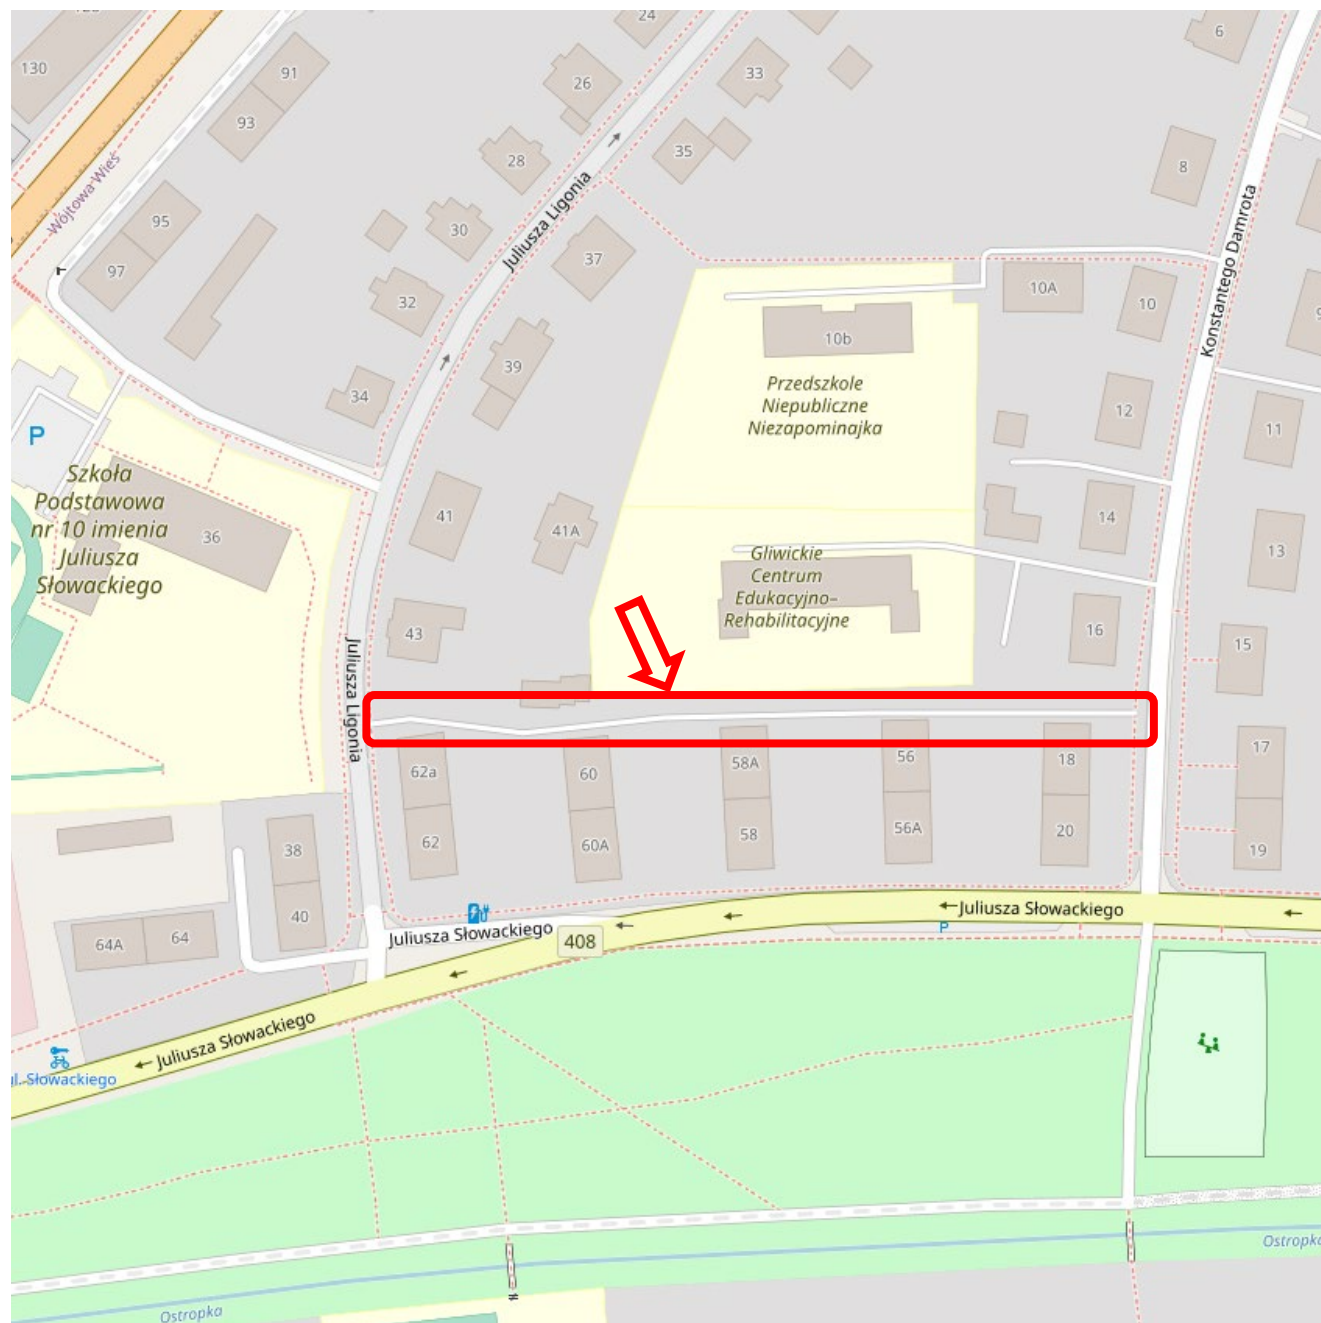 24
6
130
91
26
33
93
28
35
8
Wójtowa Wieś
Juliusza Ligonia
Konstantego Damrota
95
30
37
97
32
10A
10
10b
39
34
Przedszkole
Niepubliczne
Niezapominajka
12
11
P
Szkoła
Podstawowa
nr 10 imienia
Juliusza
Słowackiego
36
41
41A
14
13
Gliwickie
Centrum
Edukacyjno–
Rehabilitacyjne
43
16
15
Juliusza Ligonia
62a
60
58A
56
18
17
62
60A
58
56A
20
19
38
40
64A
64
Juliusza Słowackiego
408
Juliusza Słowackiego
P
Juliusza Słowackiego
ul. Słowackiego
Ostropka
Ostropka